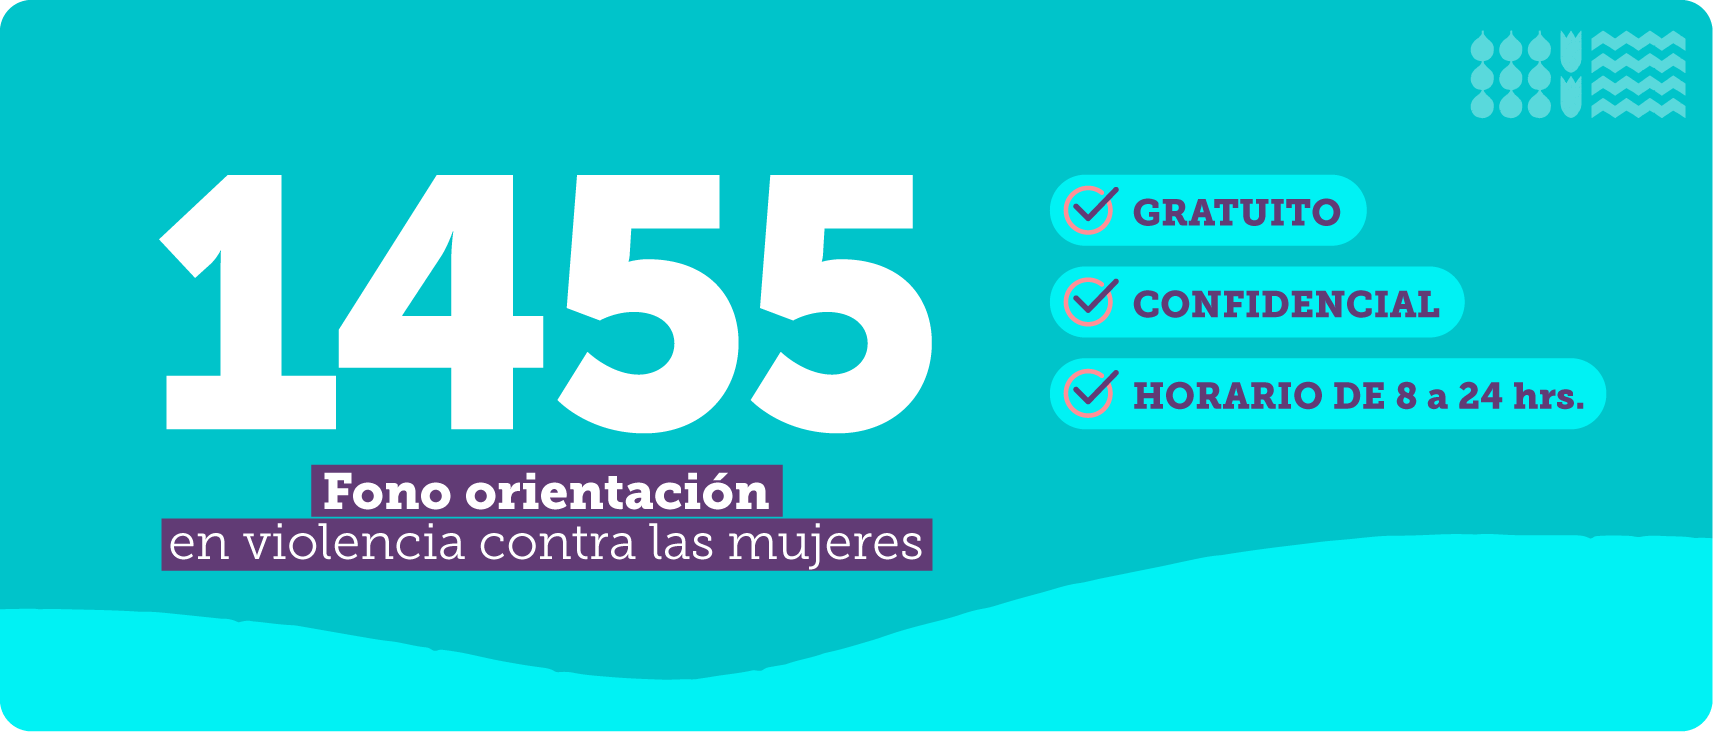 1455
Fono orientación
en violencia contra las mujeres
GRATUITO
CONFIDENCIAL
HORARIO DE 8 a 24 hrs.